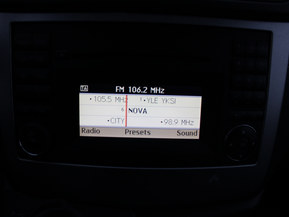 FM 106.2 MHz
•105.5 MHz •YLE YKSI
NOVA
•CITY •98.9 MHz
Radio Presets Sound